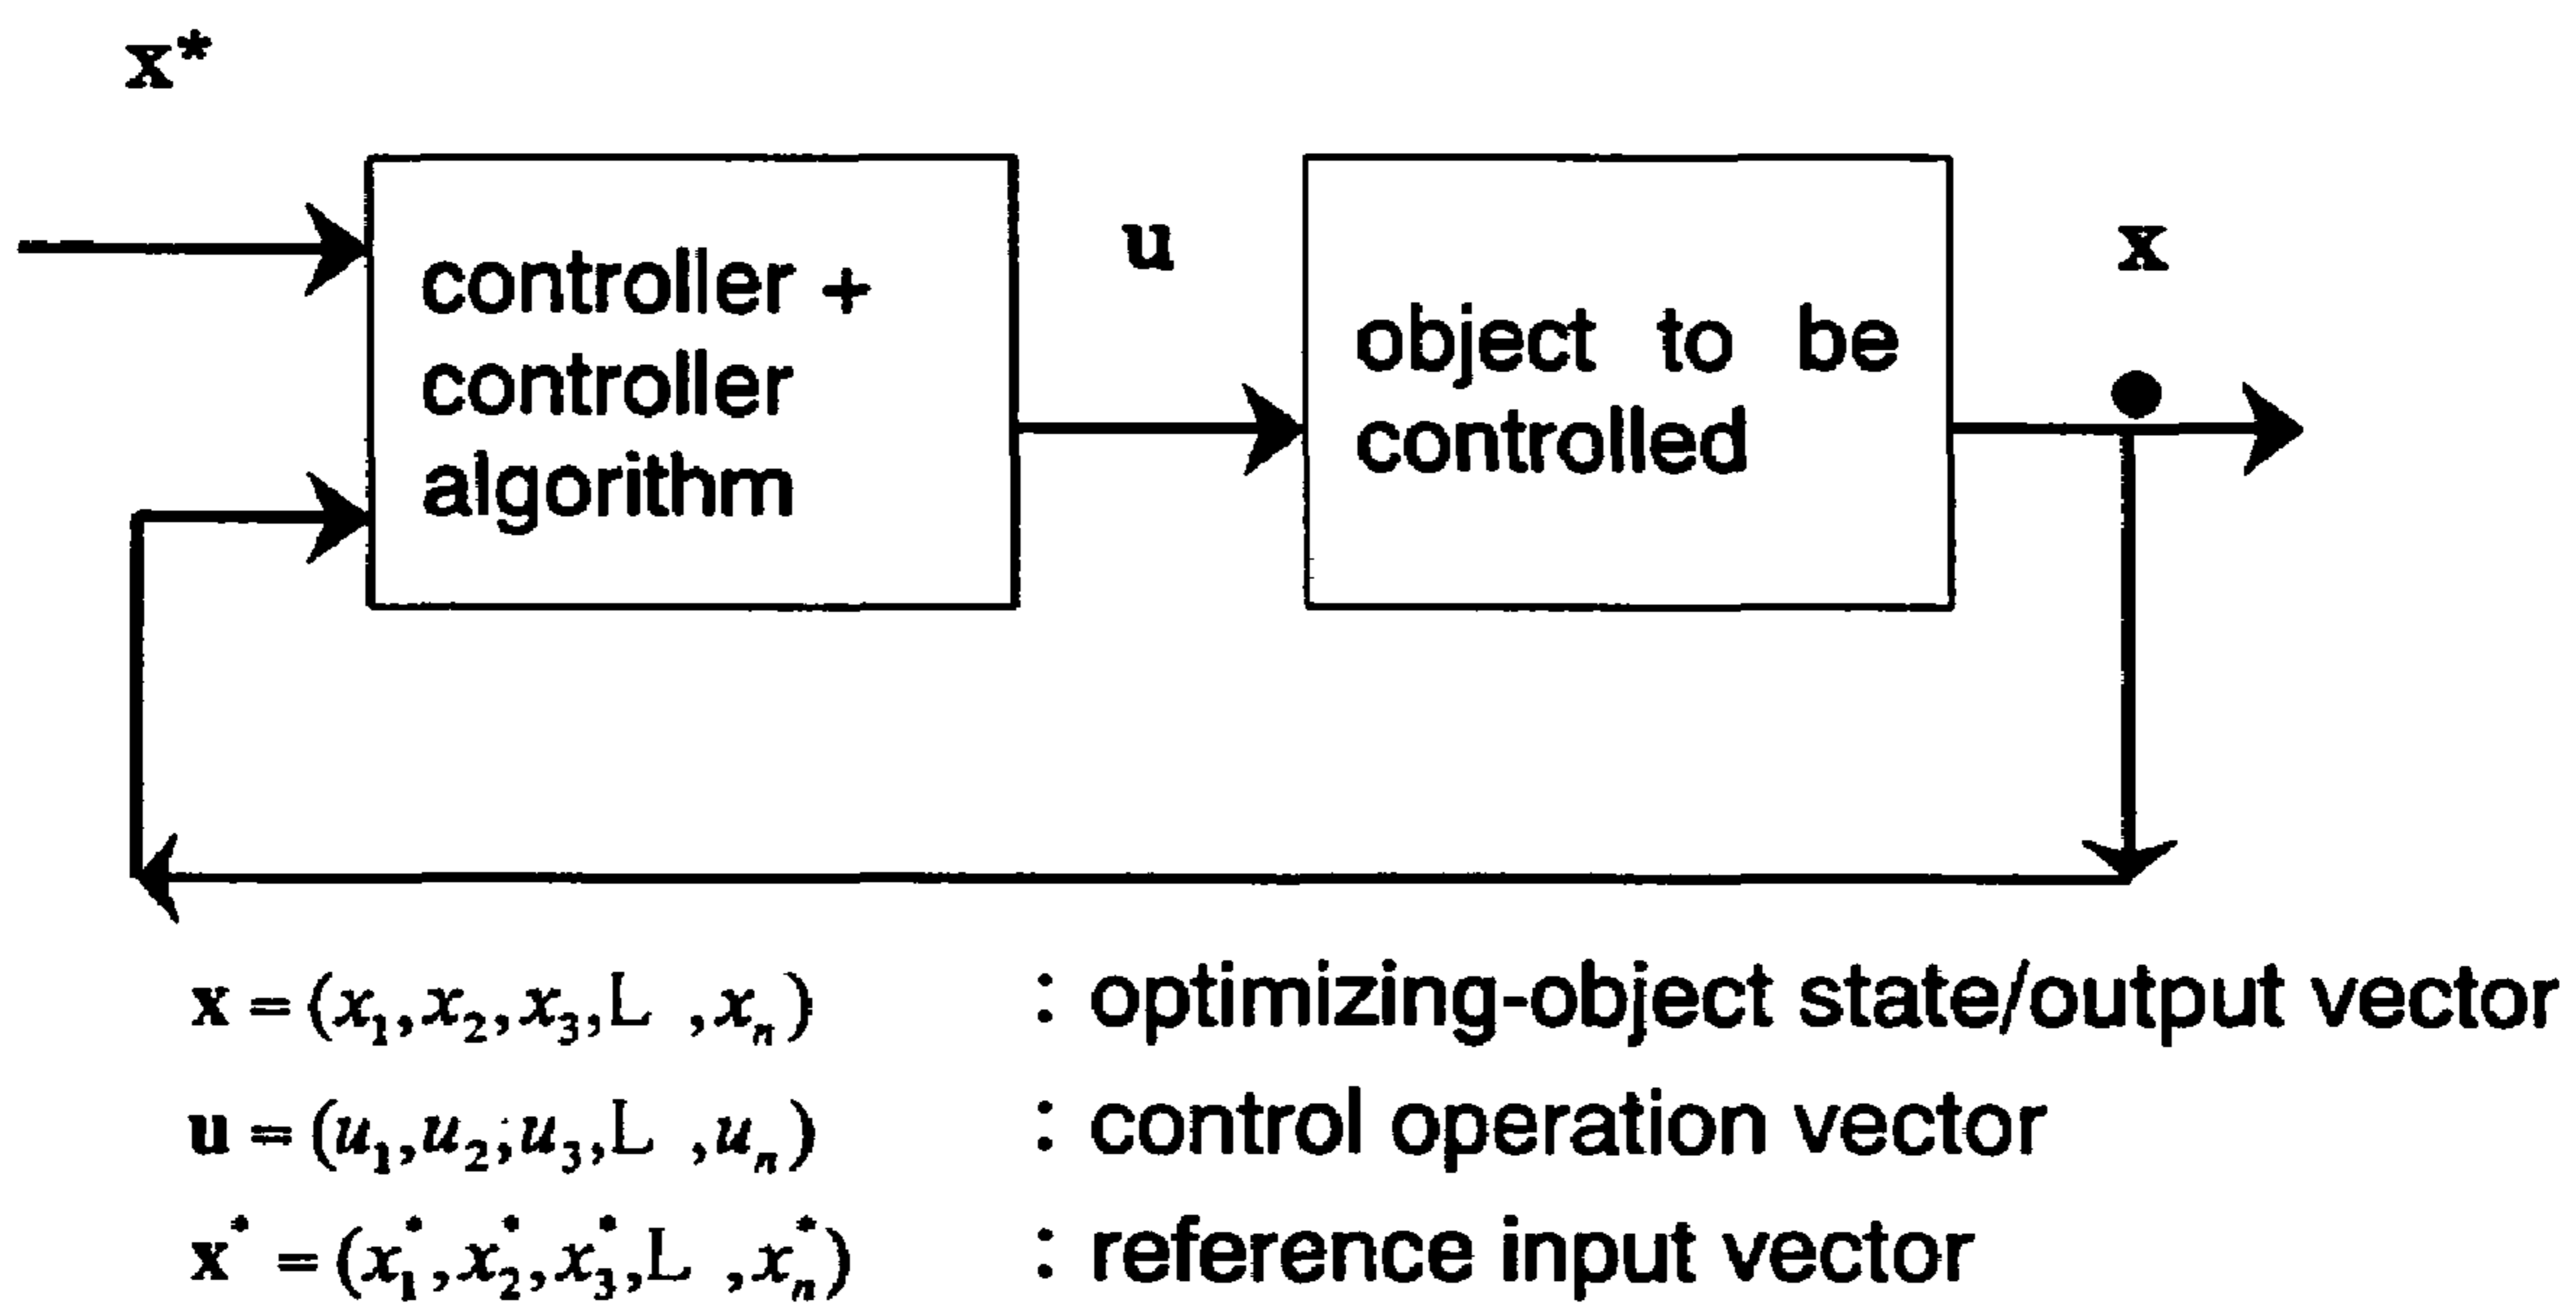 x*
controller +
controller
algorithm
u
object to be
controlled
x
x = (x₁,x₂,x₃,L ,xₙ) : optimizing-object state/output vector
u = (u₁,u₂,u₃,L ,uₙ) : control operation vector
x* = (x₁*,x₂*,x₃*,L ,xₙ*) : reference input vector